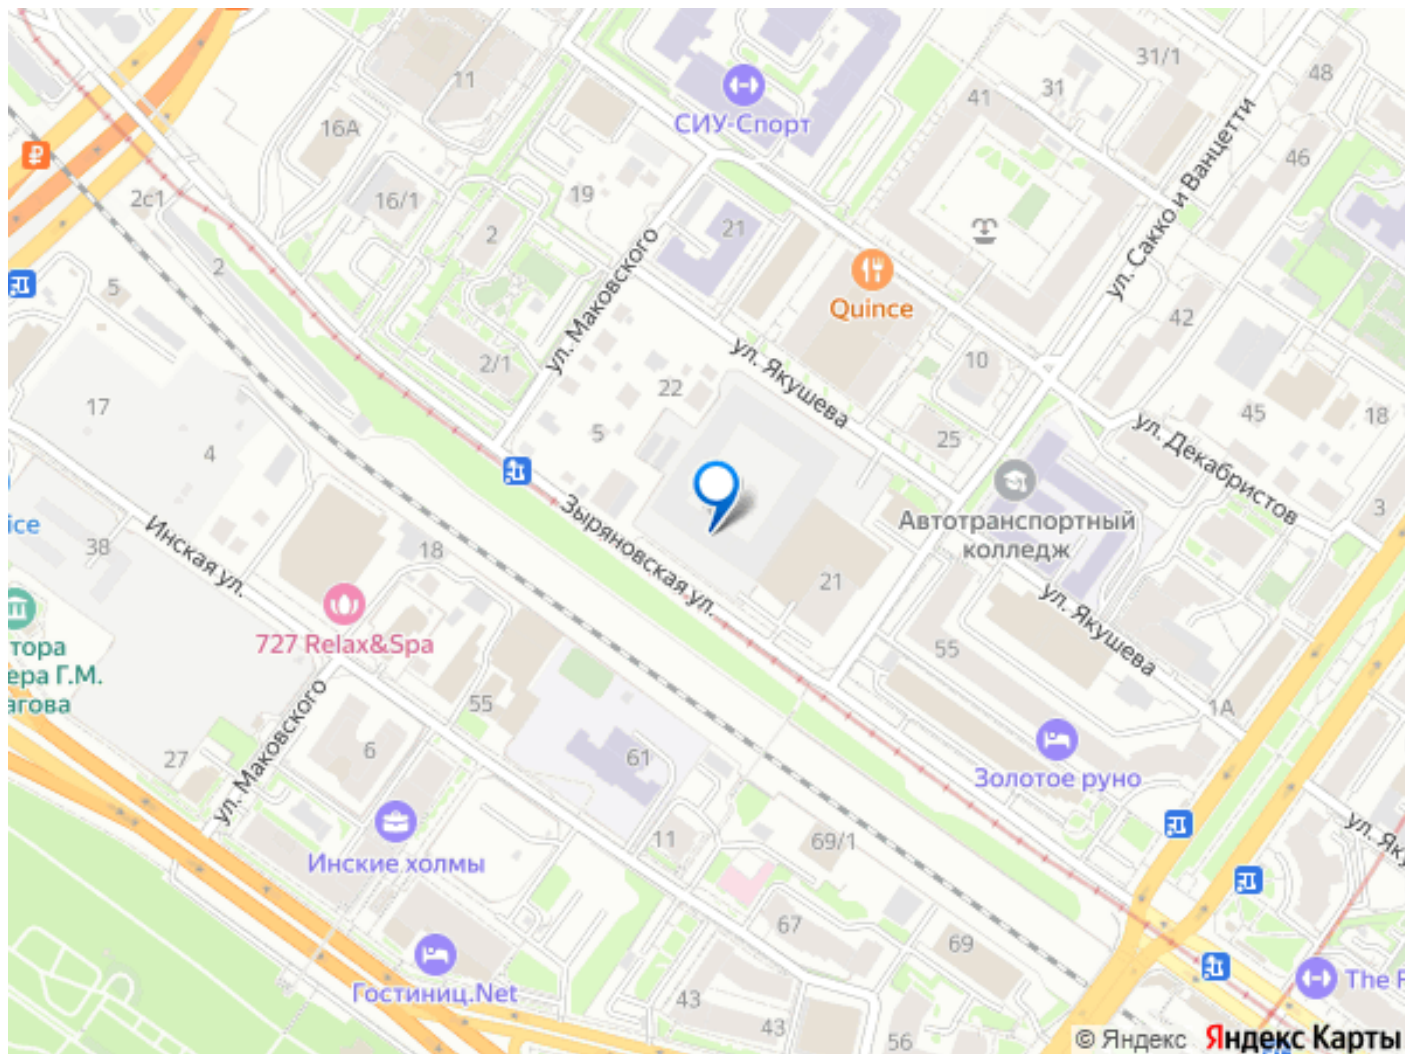 11
16А
СИУ-Спорт
31/1
31
41
48
46
ул. Сакко и Ванцетти
2с1
16/1
19
2
21
5
2
ул. Маковского
Quince
42
2/1
ул. Якушева
10
22
45
18
17
5
25
ул. Декабристов
4
3
Зыряновская ул.
Автотранспортный
колледж
Инская ул.
38
18
21
ул. Якушева
727 Relax&Spa
55
ул. Маковского
55
1А
27
6
61
Золотое руно
Инские холмы
11
69/1
67
69
Гостиниц.Net
43
43
56
© Яндекс
Яндекс Карты